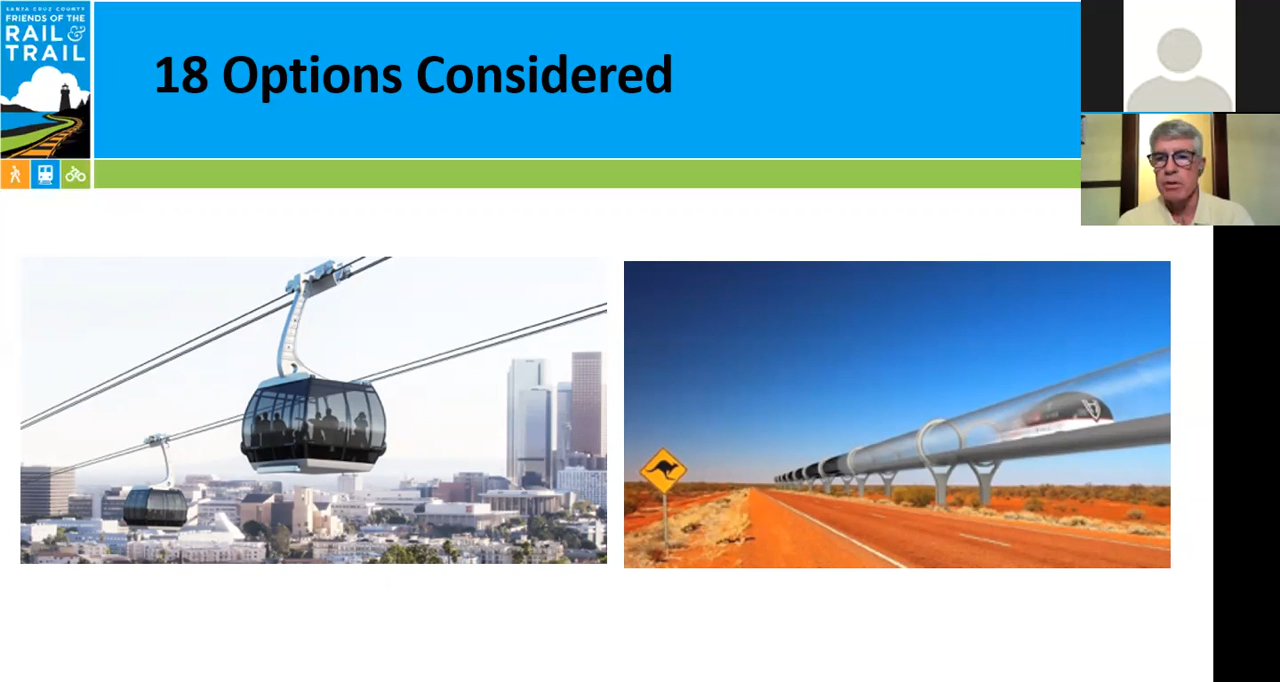 SANTA CRUZ COUNTY
FRIENDS OF THE
RAIL &
TRAIL
18 Options Considered